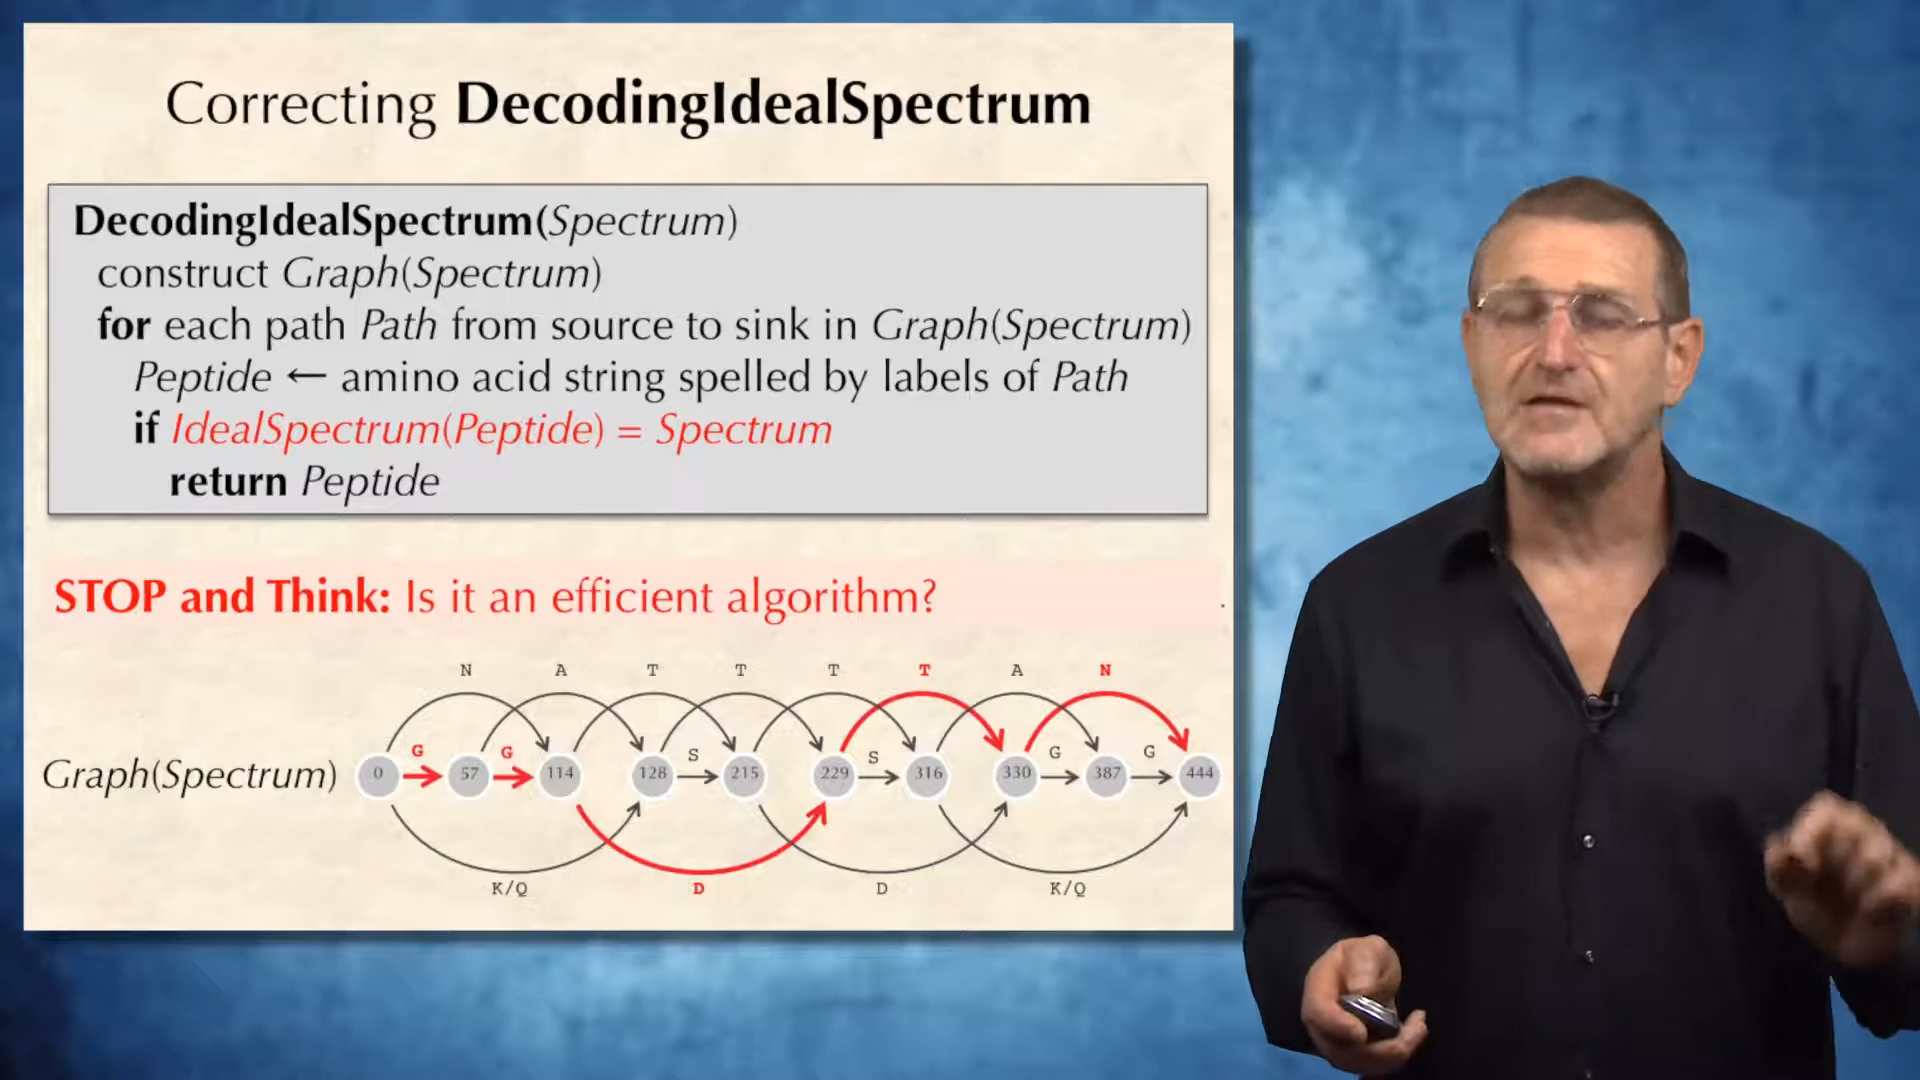 Correcting DecodingIdealSpectrum
DecodingIdealSpectrum(Spectrum)
construct Graph(Spectrum)
for each path Path from source to sink in Graph(Spectrum)
Peptide ← amino acid string spelled by labels of Path
if IdealSpectrum(Peptide) = Spectrum
return Peptide
STOP and Think: Is it an efficient algorithm?
N A T T T T A N
G G S S G G
Graph(Spectrum) 0 57 114 128 215 229 316 330 387 444
K/Q D D K/Q